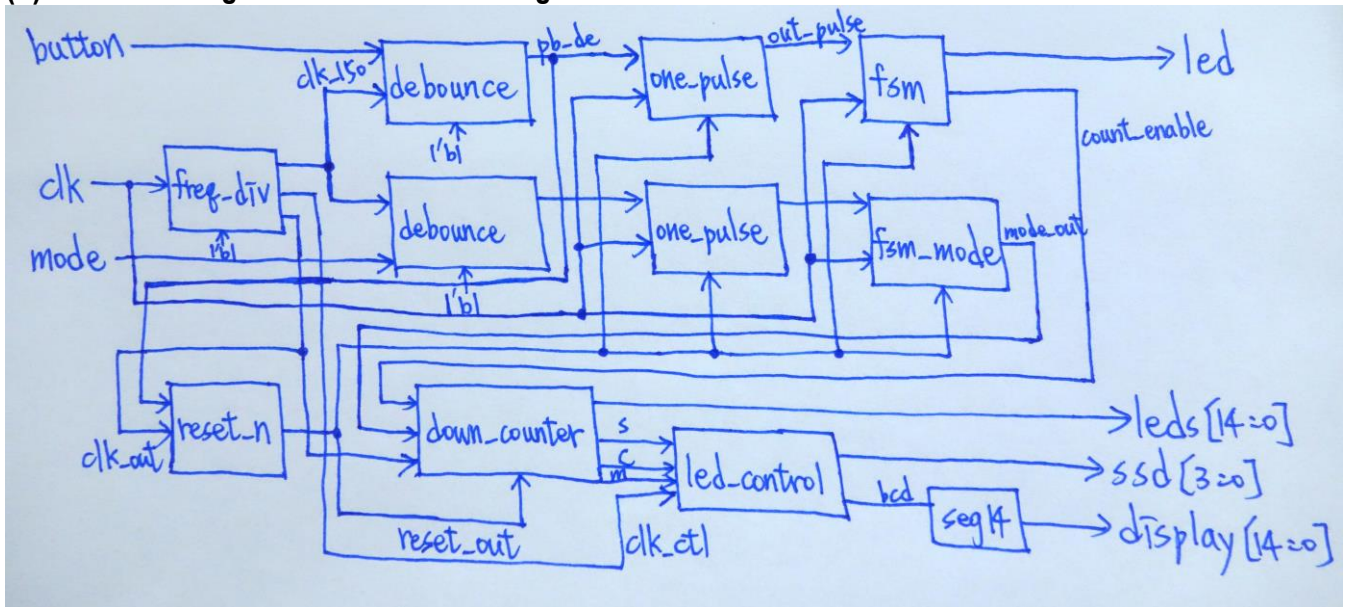 button
clk_150
debounce
1'b1
pb_de
one_pulse
out_pulse
fsm
led
count_enable
clk
freq_div
1'b1
mode
debounce
1'b1
one_pulse
fsm_mode
mode_out
reset_n
clk_out
down_counter
reset_out
s
c
m
led_control
clk_ctl
bcd
seg14
leds[14:0]
ssd[3:0]
display[14:0]